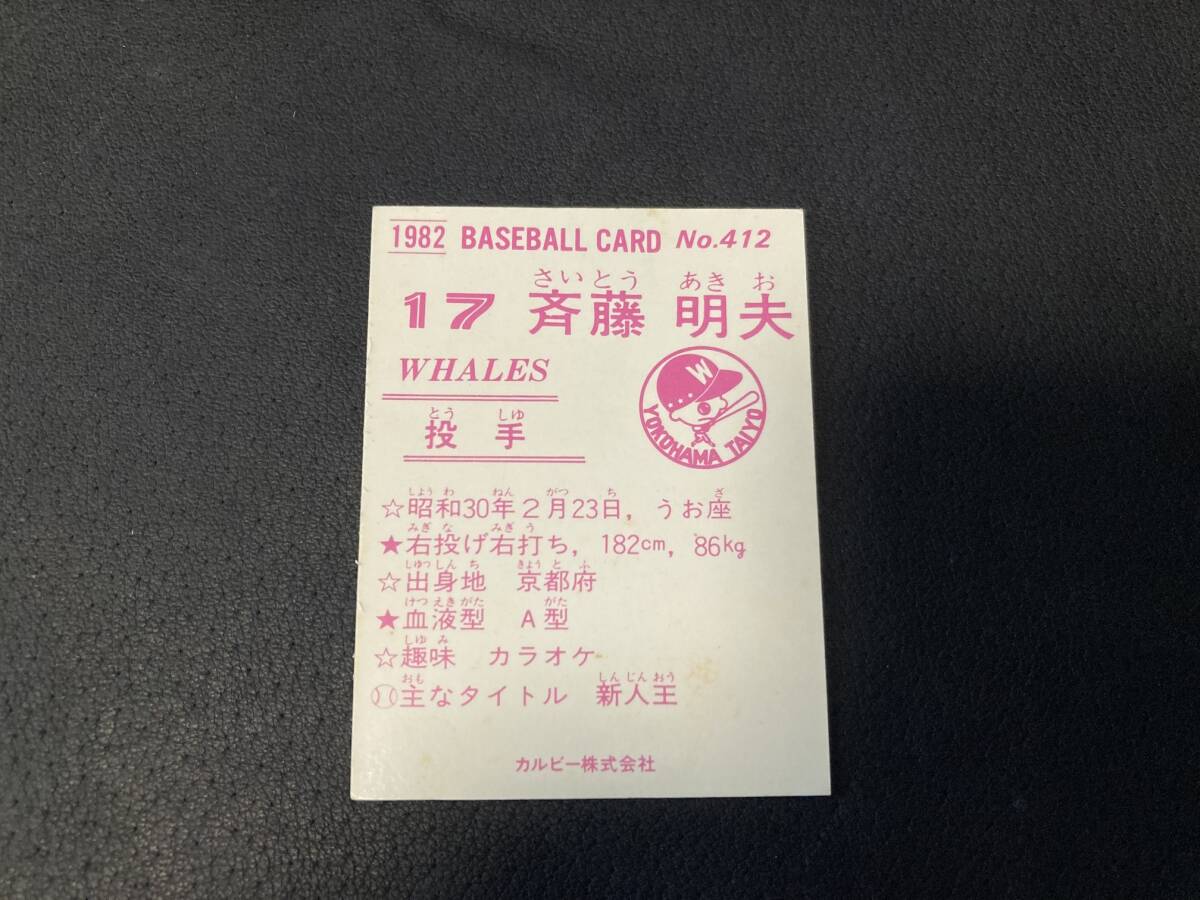 1982 BASEBALL CARD No.412
さいとう あきお
17 斉藤 明夫
WHALES
W
YOKOHAMA TAIYO
とう しゅ
投手
しょうわ ねん がつ ち ざ
☆昭和30年2月23日, うお座
みぎな みぎう
★右投げ右打ち, 182cm, 86kg
しゅっしんち きょうとふ
☆出身地 京都府
けつえきがた がた
★血液型 A型
しゅみ
☆趣味 カラオケ
おも しんじんおう
主なタイトル 新人王
カルビー株式会社